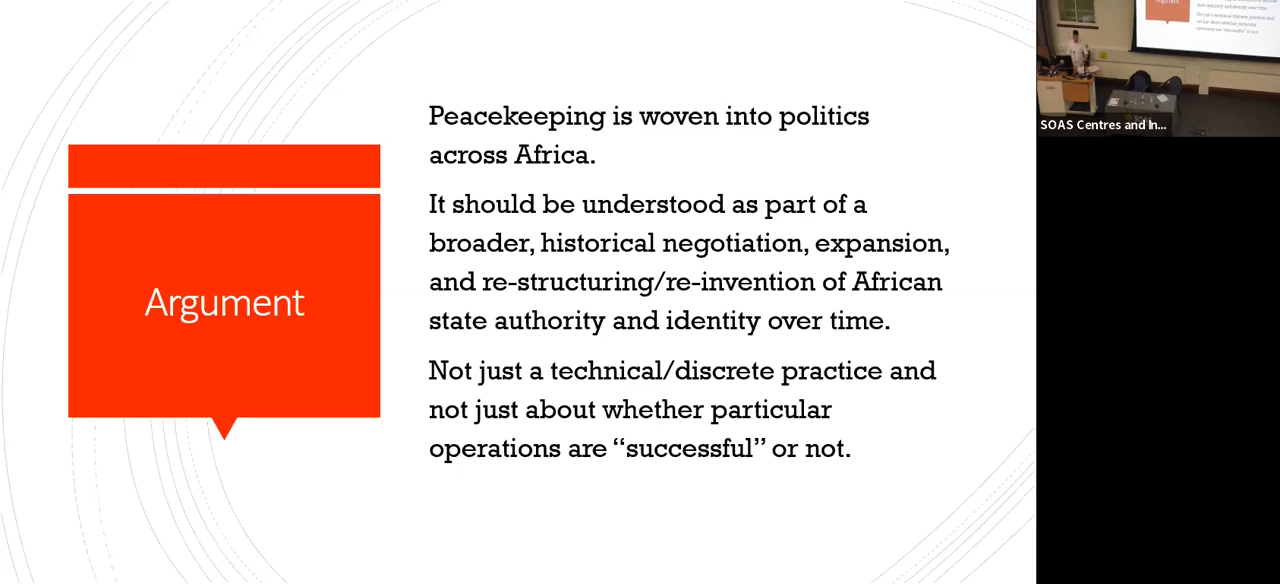 Argument
Peacekeeping is woven into politics
across Africa.
It should be understood as part of a
broader, historical negotiation, expansion,
and re-structuring/re-invention of African
state authority and identity over time.
Not just a technical/discrete practice and
not just about whether particular
operations are “successful” or not.
SOAS Centres and In...